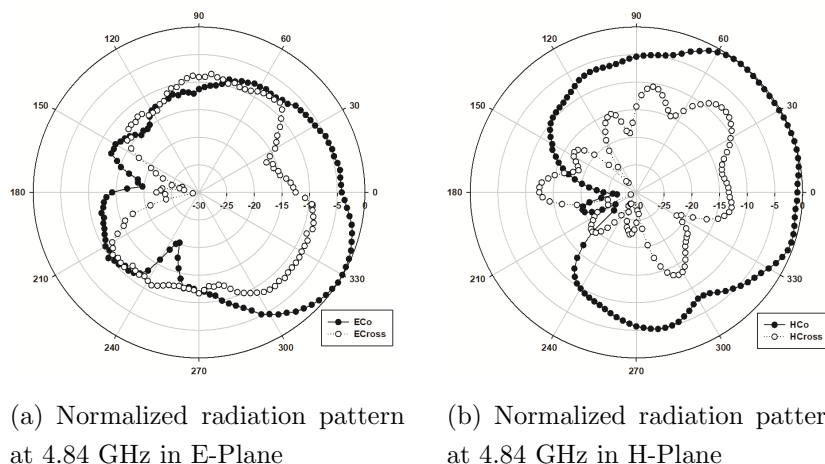 90
120
60
150
30
180
-30 -25 -20 -15 -10 -5 0
0
210
330
240
300
270
ECo
ECross
90
120
60
150
30
180
-30 -25 -20 -15 -10 -5 0
0
210
330
240
300
270
HCo
HCross
(a) Normalized radiation pattern
at 4.84 GHz in E-Plane
(b) Normalized radiation patter
at 4.84 GHz in H-Plane